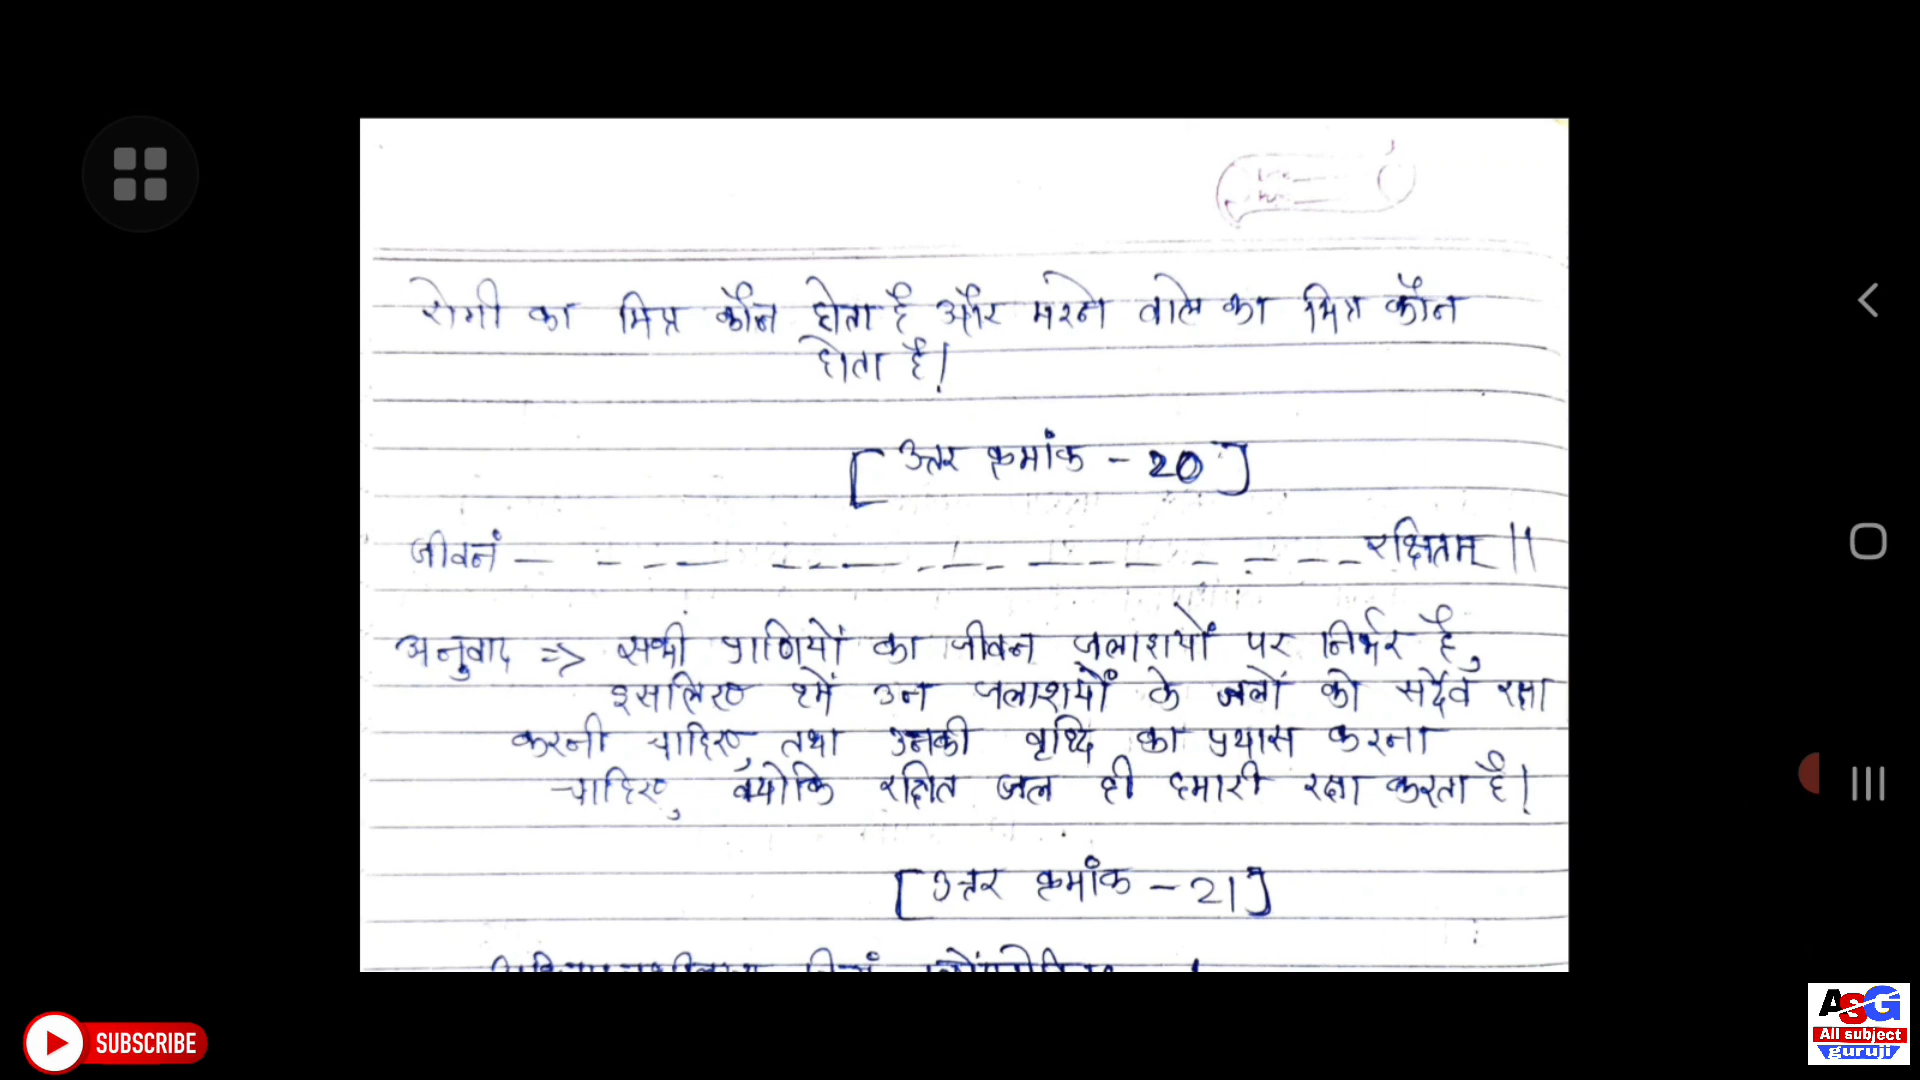 रोगी का मित्र कौन होता है और मरने वाले का मित्र कौन
होता है।
[उत्तर क्रमांक - 20]
जीवनं - - - - - - - - - - - - - - - - रक्षितम् ||
अनुवाद => सभी प्राणियों का जीवन जलाशयों पर निर्भर है,
इसलिए हमें उन जलाशयों के जलों की सदैव रक्षा
करनी चाहिए, तथा उनकी वृध्दि का प्रयास करना
चाहिए, क्योकि रक्षित जल ही हमारी रक्षा करता है।
[उत्तर क्रमांक - 21]
SUBSCRIBE
ASG
All subject
guruji